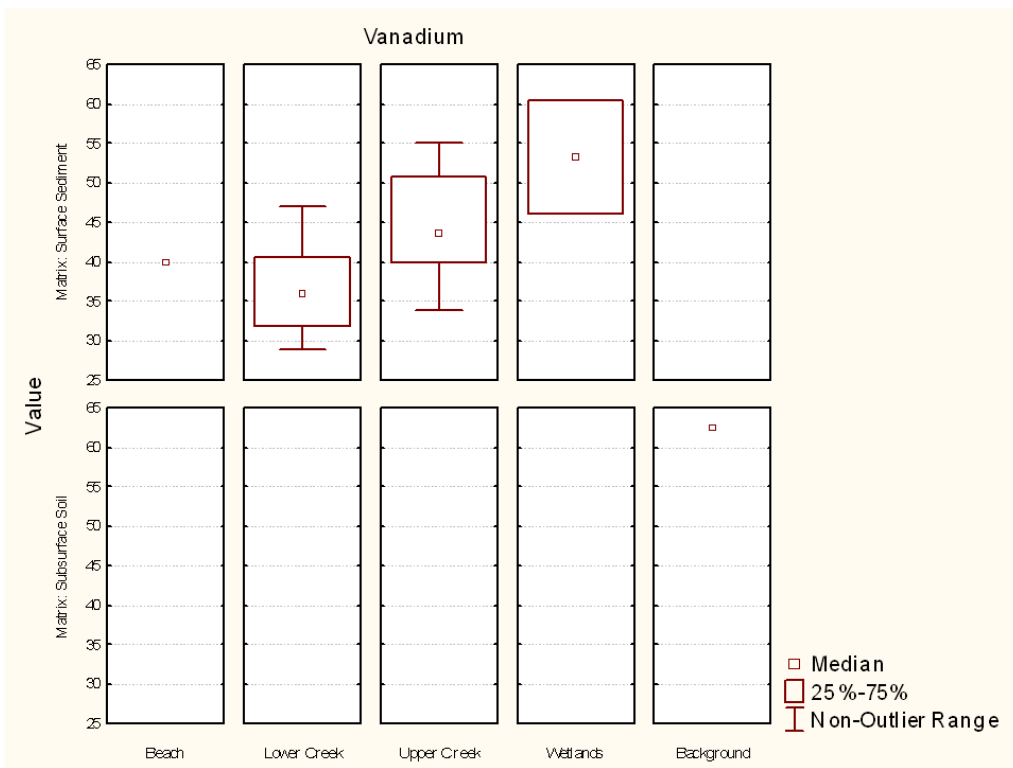 Vanadium
Value
Matrix: Surface Sediment
65
60
55
50
45
40
35
30
25
Matrix: Subsurface Soil
65
60
55
50
45
40
35
30
25
Beach
Lower Creek
Upper Creek
Wetlands
Background
Median
25%-75%
Non-Outlier Range